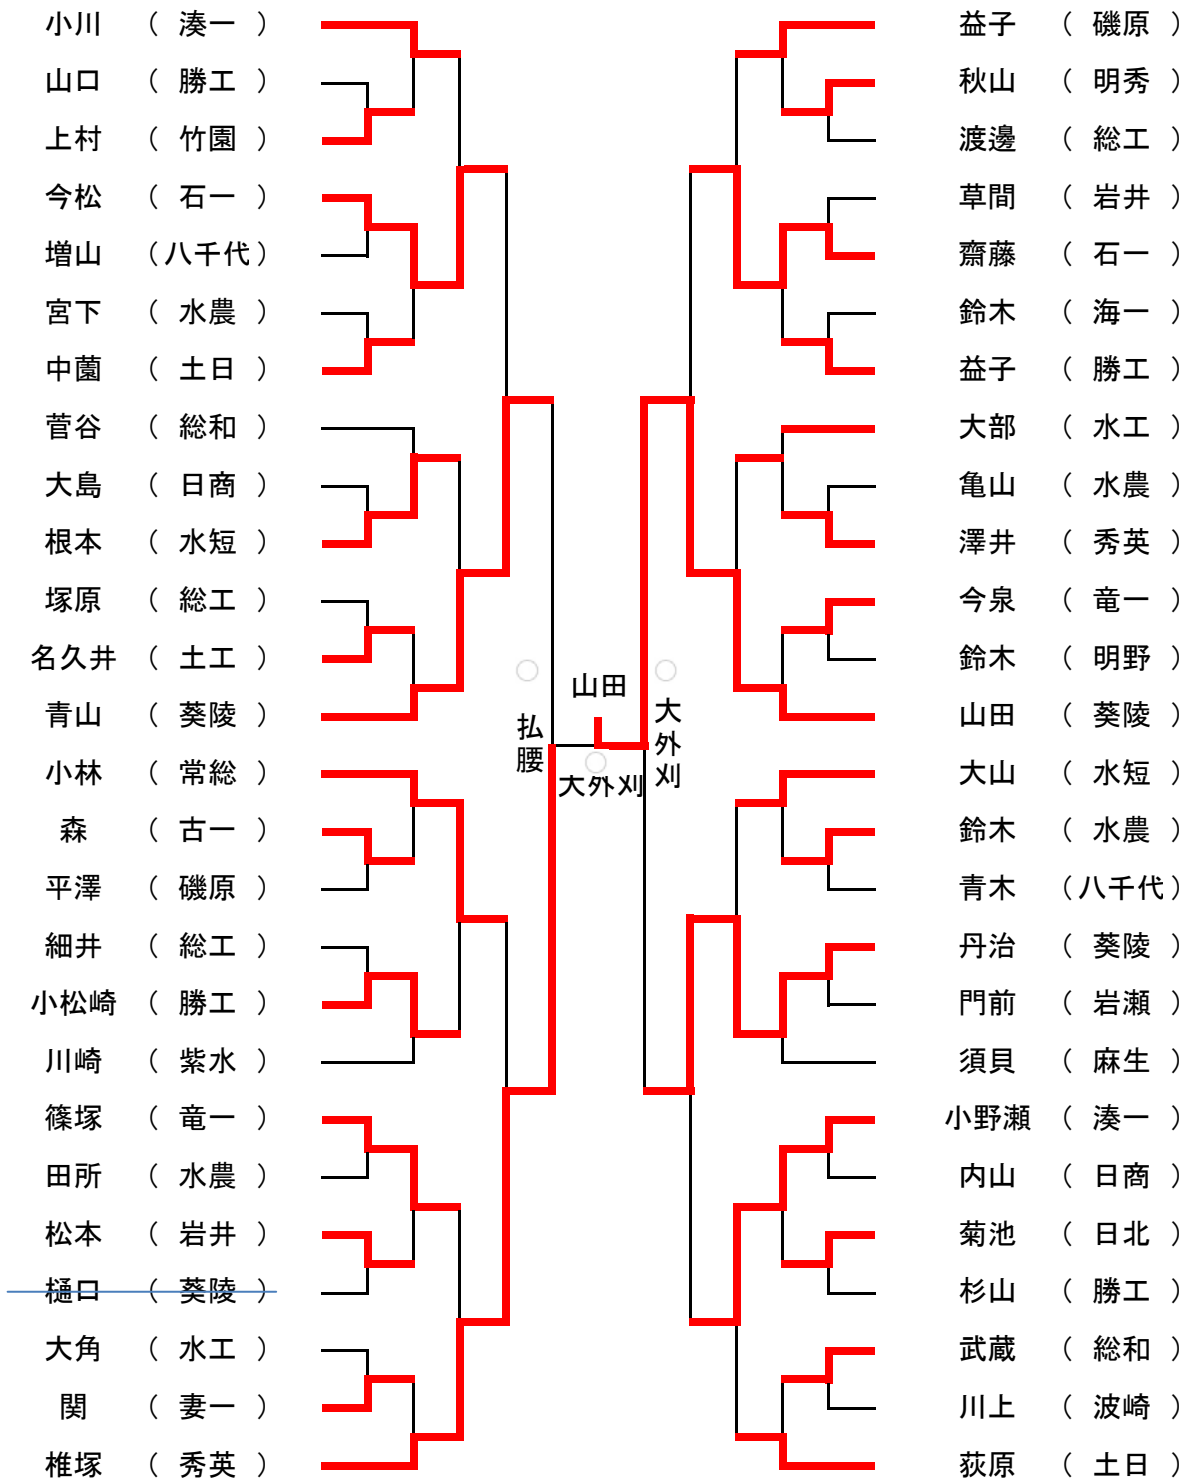 小川 （ 湊一 ）
山口 （ 勝工 ）
上村 （ 竹園 ）
今松 （ 石一 ）
増山 （八千代）
宮下 （ 水農 ）
中薗 （ 土日 ）
菅谷 （ 総和 ）
大島 （ 日商 ）
根本 （ 水短 ）
塚原 （ 総工 ）
名久井 （ 土工 ）
青山 （ 葵陵 ）
小林 （ 常総 ）
森 （ 古一 ）
平澤 （ 磯原 ）
細井 （ 総工 ）
小松崎 （ 勝工 ）
川崎 （ 紫水 ）
篠塚 （ 竜一 ）
田所 （ 水農 ）
松本 （ 岩井 ）
樋口 （ 葵陵 ）
大角 （ 水工 ）
関 （ 妻一 ）
椎塚 （ 秀英 ）
払腰
山田
大外刈
大外刈
益子 （ 磯原 ）
秋山 （ 明秀 ）
渡邊 （ 総工 ）
草間 （ 岩井 ）
齋藤 （ 石一 ）
鈴木 （ 海一 ）
益子 （ 勝工 ）
大部 （ 水工 ）
亀山 （ 水農 ）
澤井 （ 秀英 ）
今泉 （ 竜一 ）
鈴木 （ 明野 ）
山田 （ 葵陵 ）
大山 （ 水短 ）
鈴木 （ 水農 ）
青木 （八千代）
丹治 （ 葵陵 ）
門前 （ 岩瀬 ）
須貝 （ 麻生 ）
小野瀬 （ 湊一 ）
内山 （ 日商 ）
菊池 （ 日北 ）
杉山 （ 勝工 ）
武蔵 （ 総和 ）
川上 （ 波崎 ）
荻原 （ 土日 ）